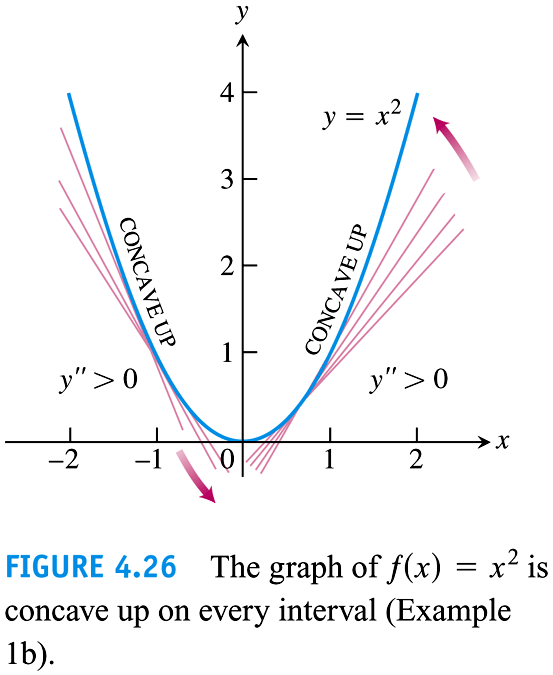 y
4
y = x²
3
CONCAVE UP
CONCAVE UP
2
1
y″ > 0
y″ > 0
−2
−1
0
1
2
x
FIGURE 4.26 The graph of f(x) = x² is
concave up on every interval (Example
1b).